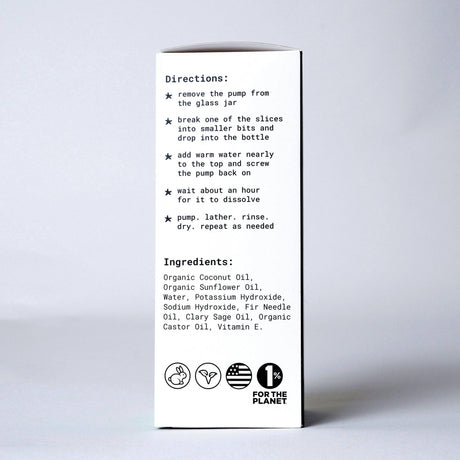 Directions:
★ remove the pump from
the glass jar
★ break one of the slices
into smaller bits and
drop into the bottle
★ add warm water nearly
to the top and screw
the pump back on
★ wait about an hour
for it to dissolve
★ pump. lather. rinse.
dry. repeat as needed
Ingredients:
Organic Coconut Oil,
Organic Sunflower Oil,
Water, Potassium Hydroxide,
Sodium Hydroxide, Fir Needle
Oil, Clary Sage Oil, Organic
Castor Oil, Vitamin E.
1%
FOR THE
PLANET